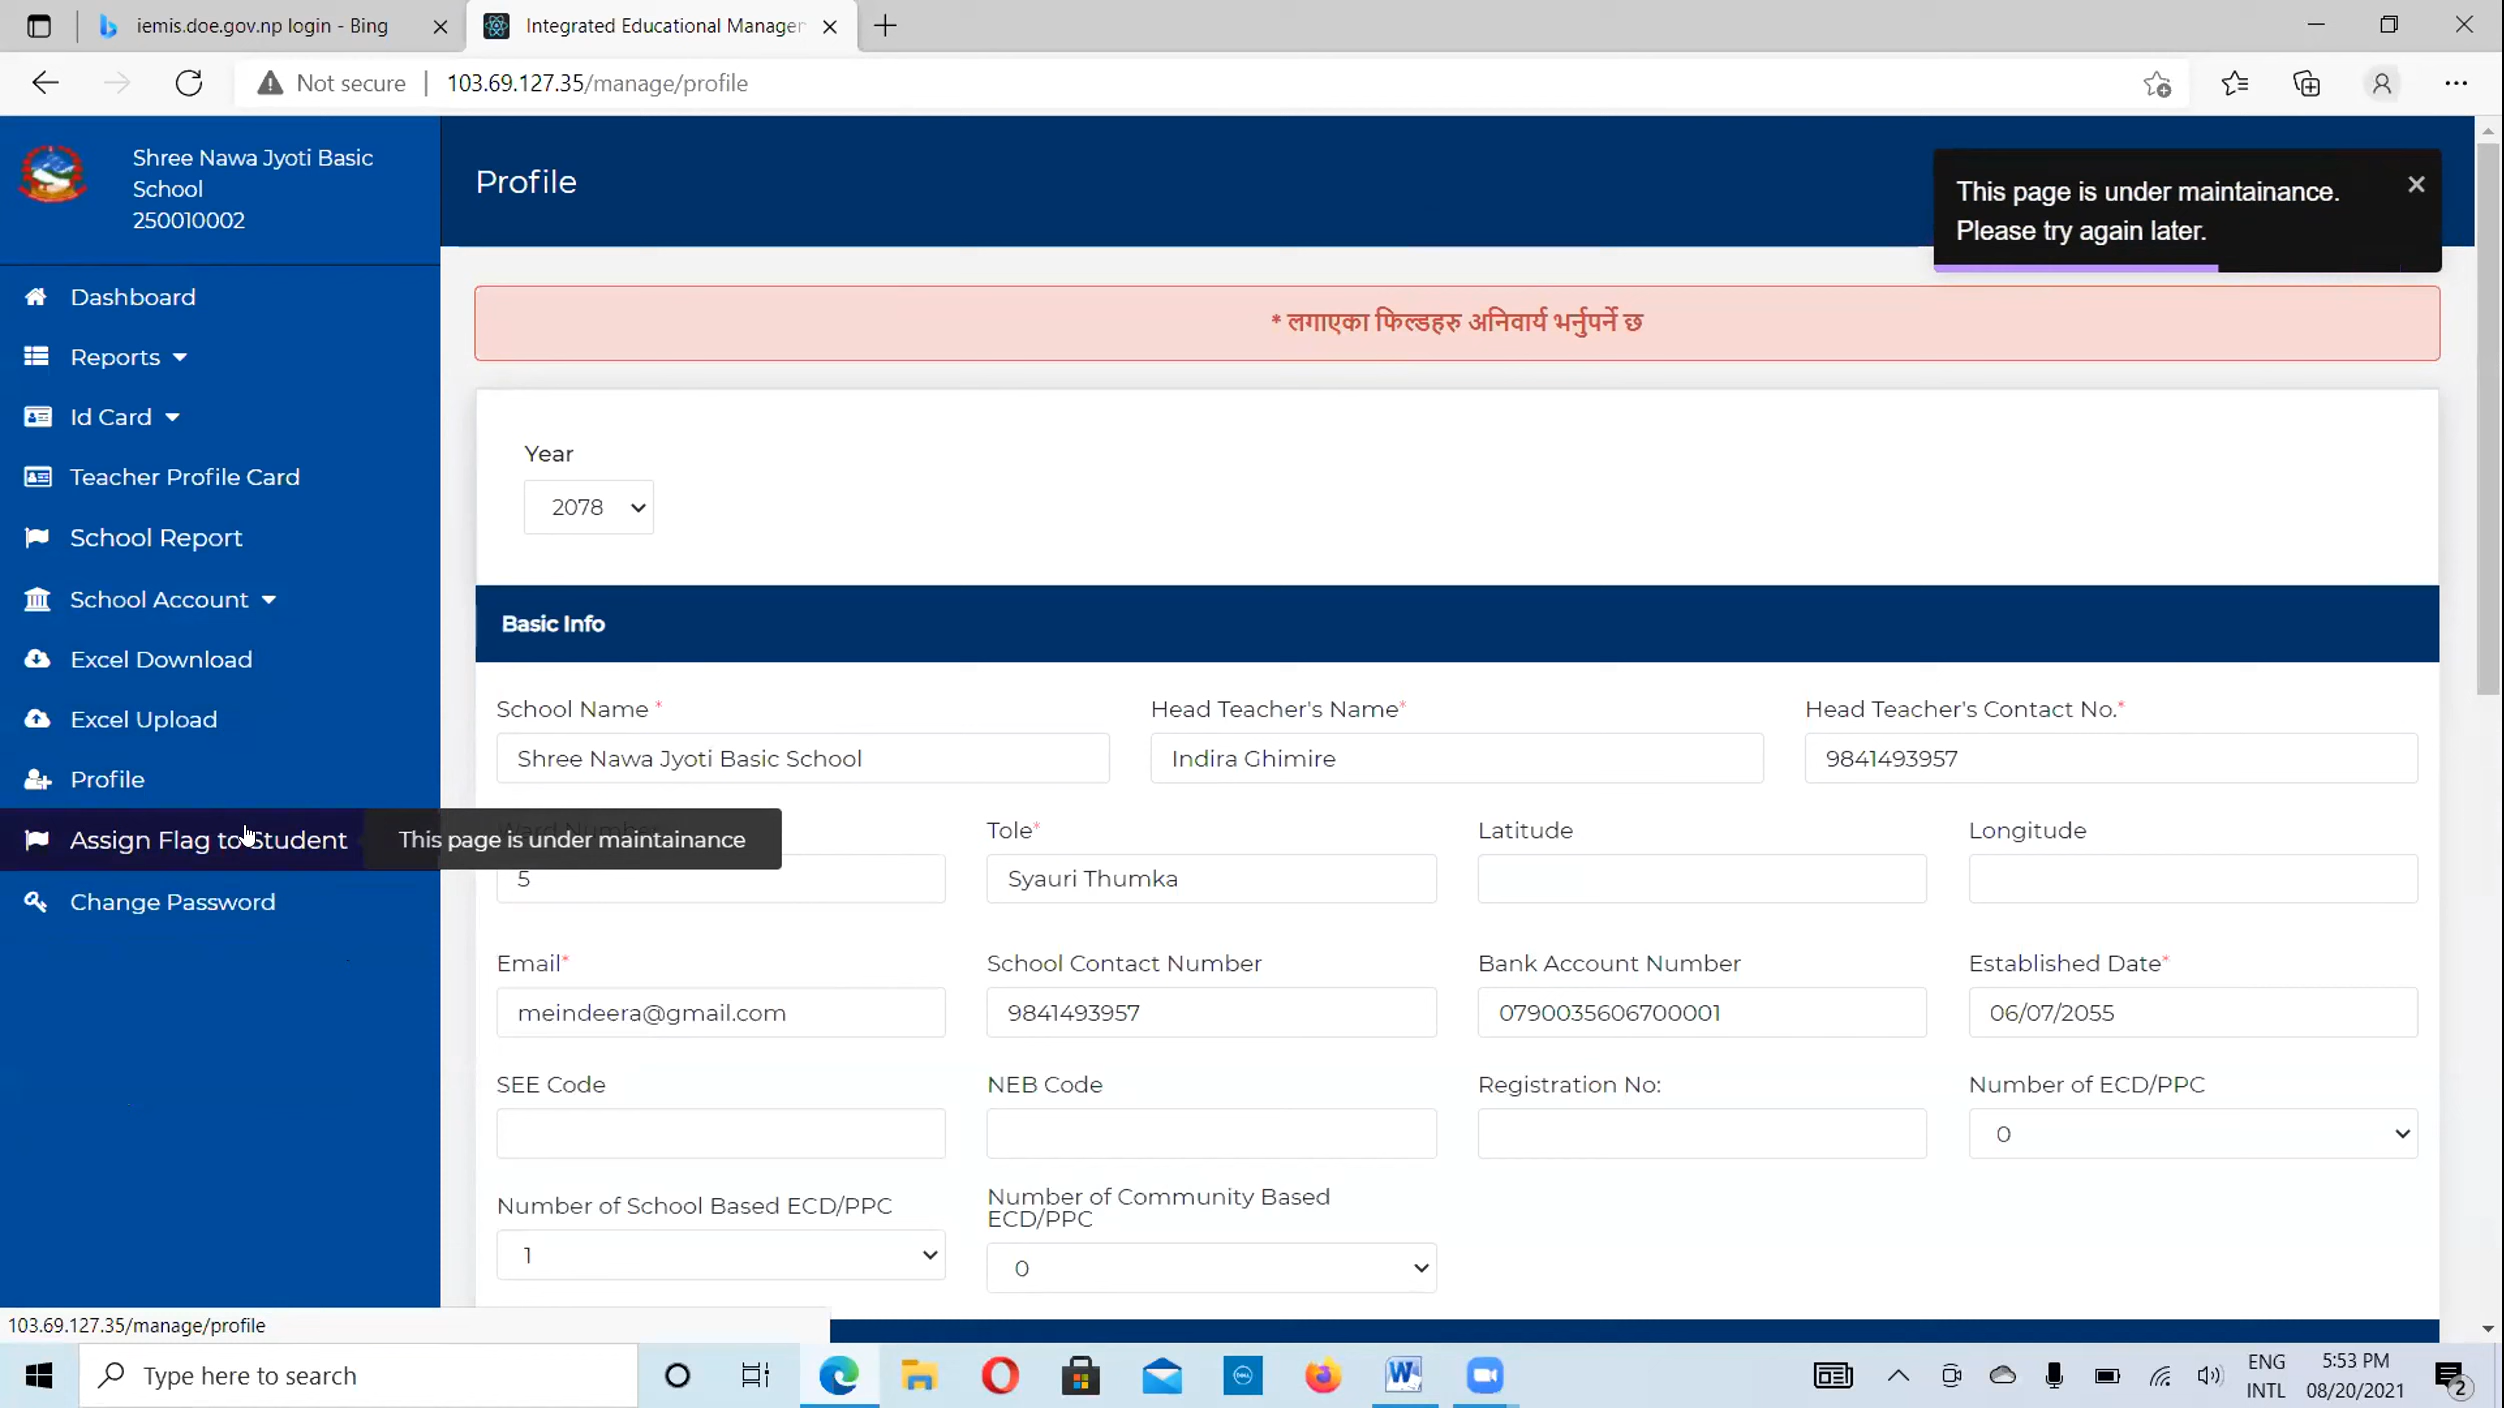 iemis.doe.gov.np login - Bing
Integrated Educational Manager
Not secure
103.69.127.35/manage/profile
Shree Nawa Jyoti Basic
School
250010002
Dashboard
Reports
Id Card
Teacher Profile Card
School Report
School Account
Excel Download
Excel Upload
Profile
Assign Flag to Student
Change Password
This page is under maintainance
Profile
This page is under maintainance.
Please try again later.
* लगाएका फिल्डहरु अनिवार्य भर्नुपर्ने छ
Year
2078
Basic Info
School Name *
Head Teacher's Name*
Head Teacher's Contact No.*
Shree Nawa Jyoti Basic School
Indira Ghimire
9841493957
Tole*
Latitude
Longitude
5
Syauri Thumka
Email*
School Contact Number
Bank Account Number
Established Date*
meindeera@gmail.com
9841493957
0790035606700001
06/07/2055
SEE Code
NEB Code
Registration No:
Number of ECD/PPC
0
Number of School Based ECD/PPC
Number of Community Based
ECD/PPC
1
0
103.69.127.35/manage/profile
Type here to search
ENG
INTL
5:53 PM
08/20/2021
2